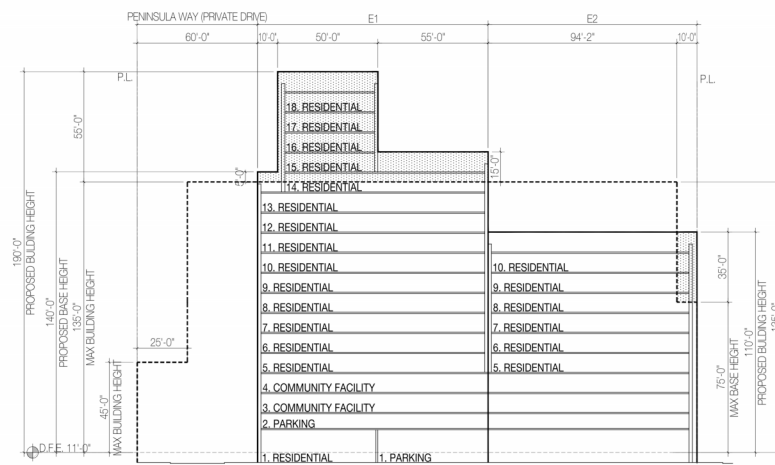 PENINSULA WAY (PRIVATE DRIVE)
E1
E2
60'-0"
10'-0"
50'-0"
55'-0"
94'-2"
10'-0"
P.L.
P.L.
55'-0"
5'-0"
15'-0"
190'-0"
PROPOSED BULDING HEIGHT
140'-0"
PROPOSED BASE HEIGHT
135'-0"
MAX BUILDING HEIGHT
25'-0"
45'-0"
MAX BUILDING HEIGHT
D.F.E. 11'-0"
18. RESIDENTIAL
17. RESIDENTIAL
16. RESIDENTIAL
15. RESIDENTIAL
14. RESIDENTIAL
13. RESIDENTIAL
12. RESIDENTIAL
11. RESIDENTIAL
10. RESIDENTIAL
9. RESIDENTIAL
8. RESIDENTIAL
7. RESIDENTIAL
6. RESIDENTIAL
5. RESIDENTIAL
4. COMMUNITY FACILITY
3. COMMUNITY FACILITY
2. PARKING
1. RESIDENTIAL
1. PARKING
10. RESIDENTIAL
9. RESIDENTIAL
8. RESIDENTIAL
7. RESIDENTIAL
6. RESIDENTIAL
5. RESIDENTIAL
35'-0"
75'-0"
MAX BASE HEIGHT
110'-0"
PROPOSED BUILDING HEIGHT
135'-0"